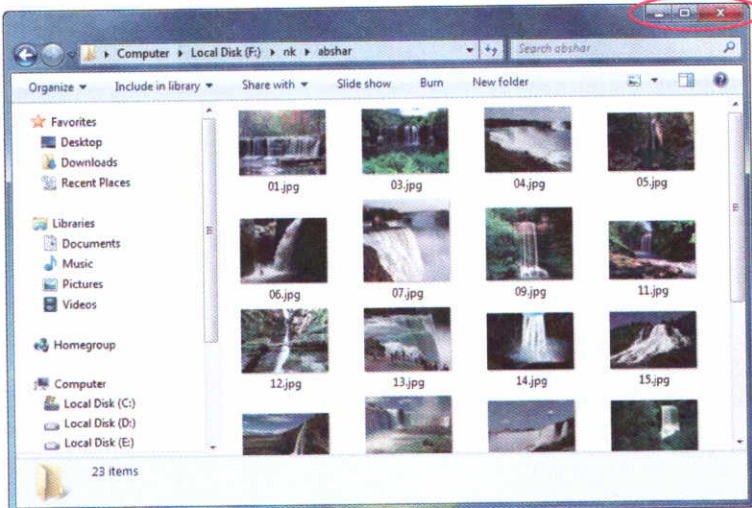 Computer ▸ Local Disk (F:) ▸ nk ▸ abshar
Search abshar
Organize ▼ Include in library ▼ Share with ▼ Slide show Burn New folder
Favorites
Desktop
Downloads
Recent Places
Libraries
Documents
Music
Pictures
Videos
Homegroup
Computer
Local Disk (C:)
Local Disk (D:)
Local Disk (E:)
01.jpg 03.jpg 04.jpg 05.jpg
06.jpg 07.jpg 09.jpg 11.jpg
12.jpg 13.jpg 14.jpg 15.jpg
23 items